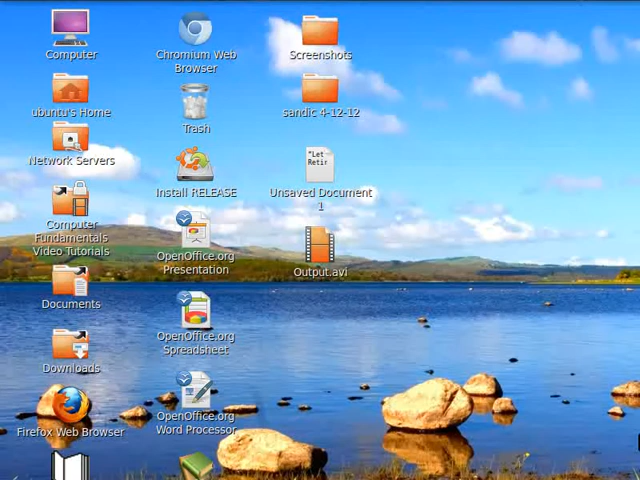 Computer
ubuntu's Home
Network Servers
Computer
Fundamentals
Video Tutorials
Documents
Downloads
Firefox Web Browser
Chromium Web
Browser
Trash
Install RELEASE
OpenOffice.org
Presentation
OpenOffice.org
Spreadsheet
OpenOffice.org
Word Processor
Screenshots
sandic 4-12-12
"Let
Retir
Unsaved Document
1
Output.avi